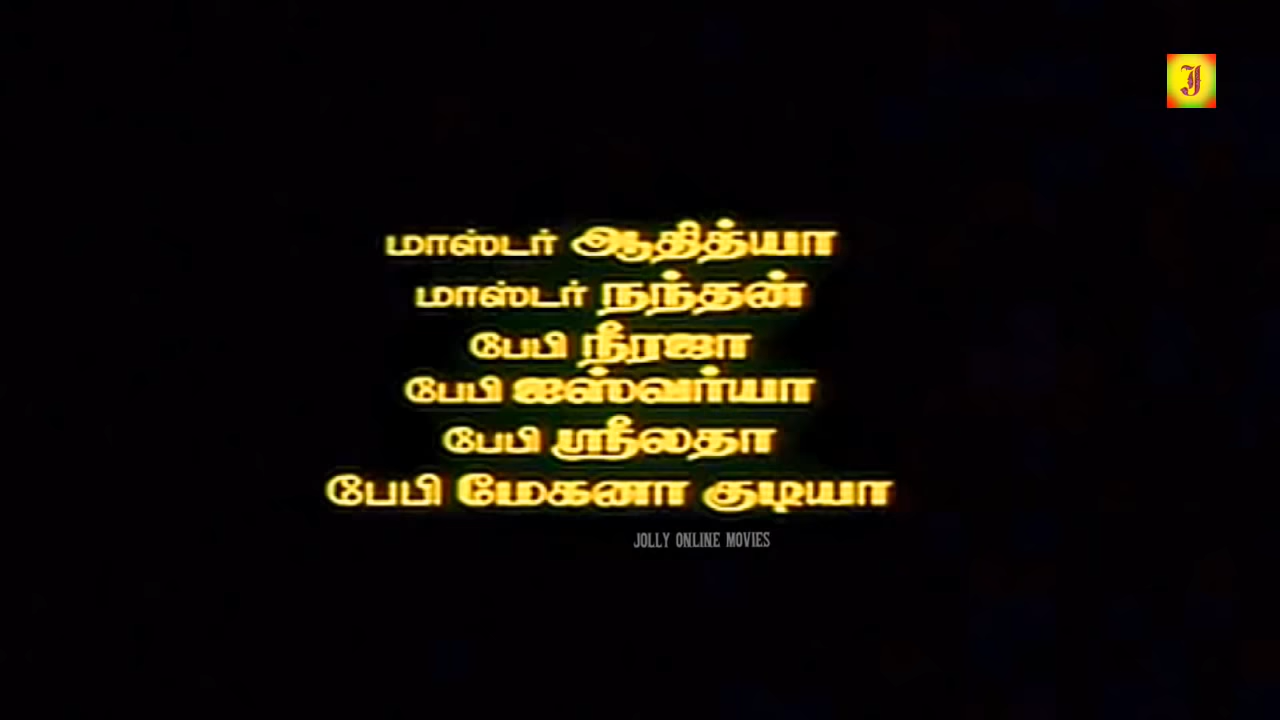 J
மாஸ்டர் ஆதித்யா
மாஸ்டர் நந்தன்
பேபி நீரஜா
பேபி ஐஸ்வர்யா
பேபி ஸ்ரீலதா
பேபி மேகனா குடியா
JOLLY ONLINE MOVIES